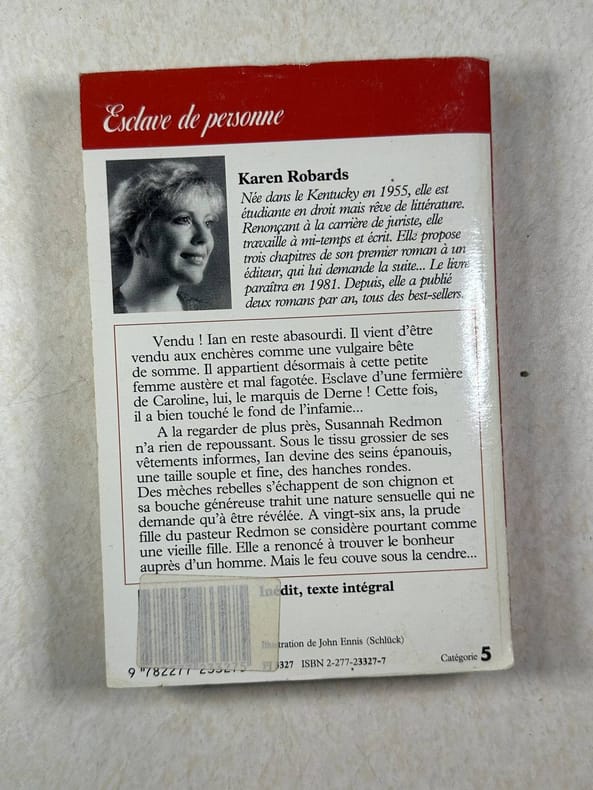 Esclave de personne
Karen Robards
Née dans le Kentucky en 1955, elle est
étudiante en droit mais rêve de littérature.
Renonçant à la carrière de juriste, elle
travaille à mi-temps et écrit. Elle propose
trois chapitres de son premier roman à un
éditeur, qui lui demande la suite... Le livre
paraîtra en 1981. Depuis, elle a publié
deux romans par an, tous des best-sellers.
Vendu ! Ian en reste abasourdi. Il vient d'être
vendu aux enchères comme une vulgaire bête
de somme. Il appartient désormais à cette petite
femme austère et mal fagotée. Esclave d'une fermière
de Caroline, lui, le marquis de Derne ! Cette fois,
il a bien touché le fond de l'infamie...
A la regarder de plus près, Susannah Redmon
n'a rien de repoussant. Sous le tissu grossier de ses
vêtements informes, Ian devine des seins épanouis,
une taille souple et fine, des hanches rondes.
Des mèches rebelles s'échappent de son chignon et
sa bouche généreuse trahit une nature sensuelle qui ne
demande qu'à être révélée. A vingt-six ans, la prude
fille du pasteur Redmon se considère pourtant comme
une vieille fille. Elle a renoncé à trouver le bonheur
auprès d'un homme. Mais le feu couve sous la cendre...
Inédit, texte intégral
Illustration de John Ennis (Schlück)
9 782277 233275 ISBN 2-277-23327-7
Catégorie 5